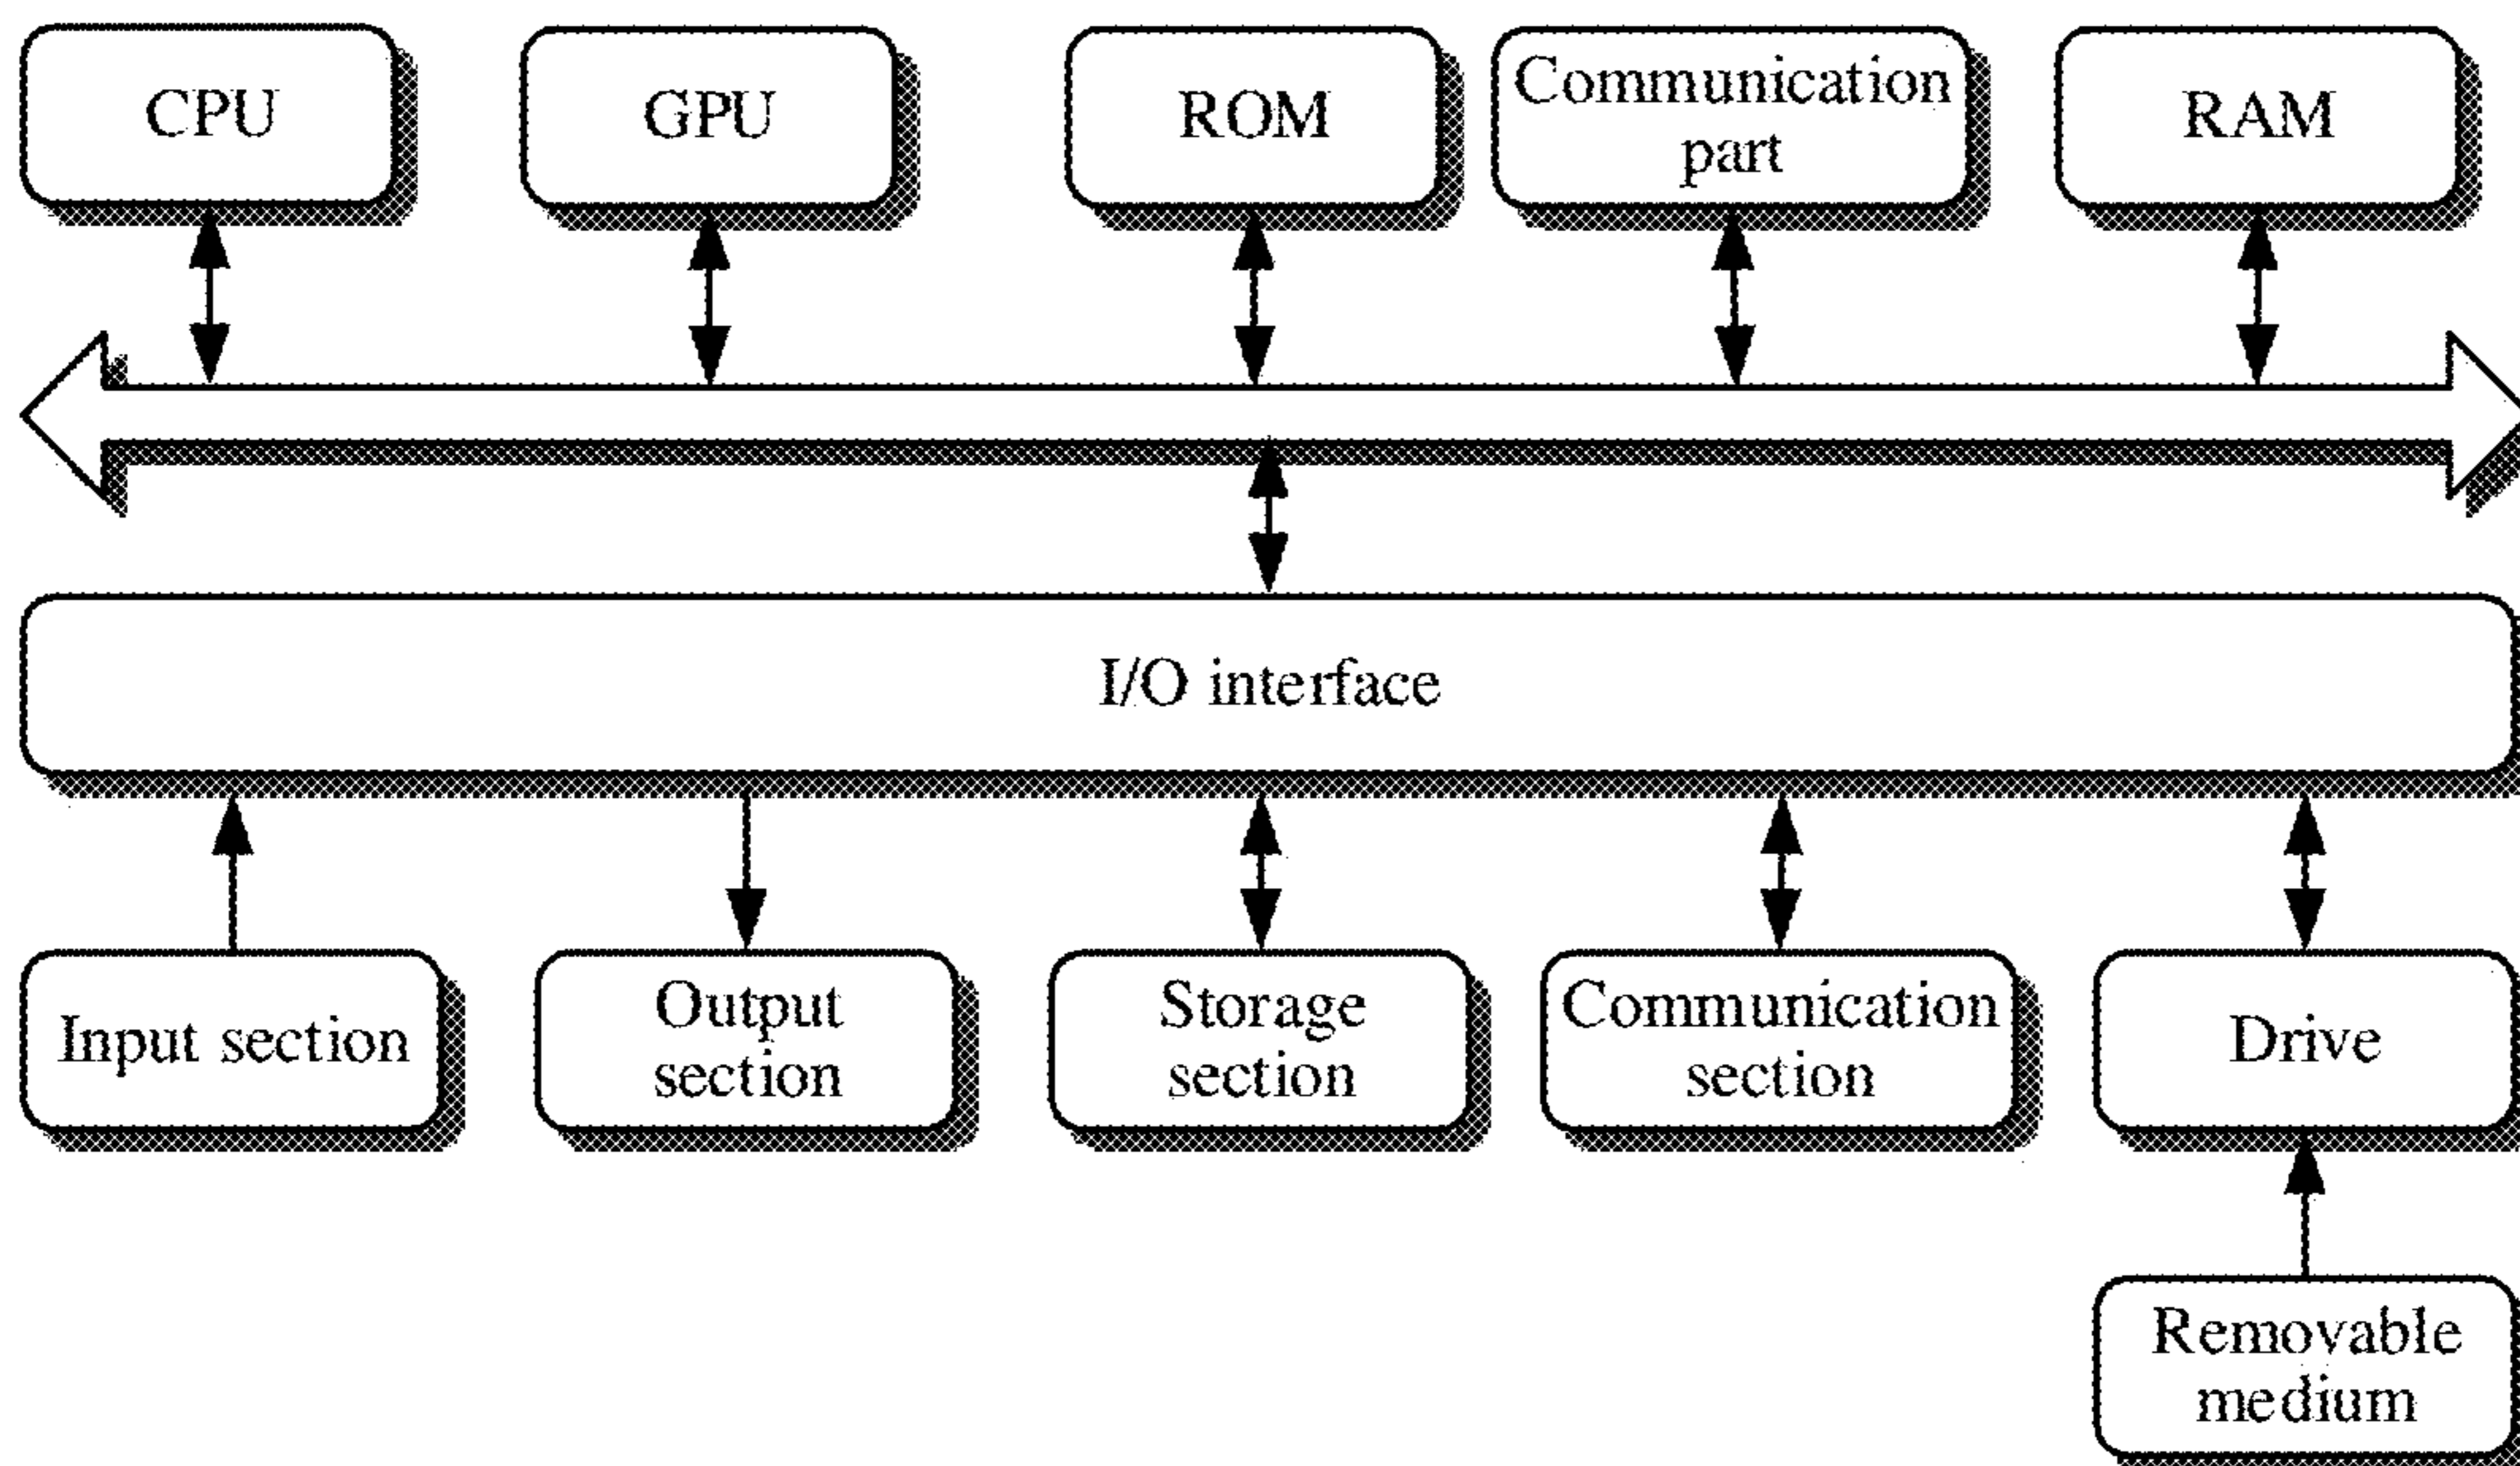 CPU
GPU
ROM
Communication
part
RAM
I/O interface
Input section
Output
section
Storage
section
Communication
section
Drive
Removable
medium